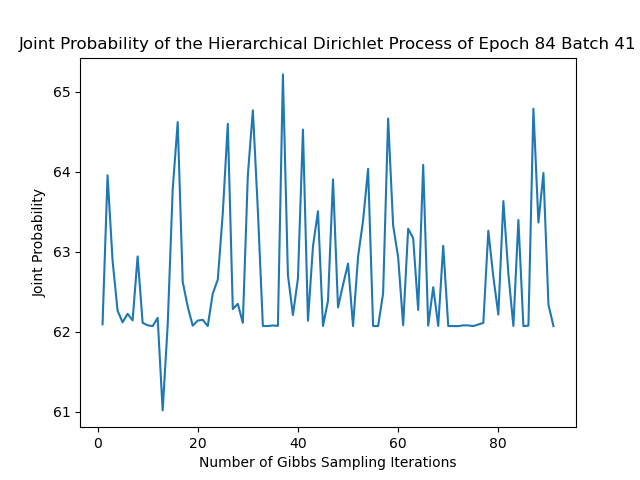 Joint Probability of the Hierarchical Dirichlet Process of Epoch 84 Batch 41
65
64
63
62
61
Joint Probability
0 20 40 60 80
Number of Gibbs Sampling Iterations